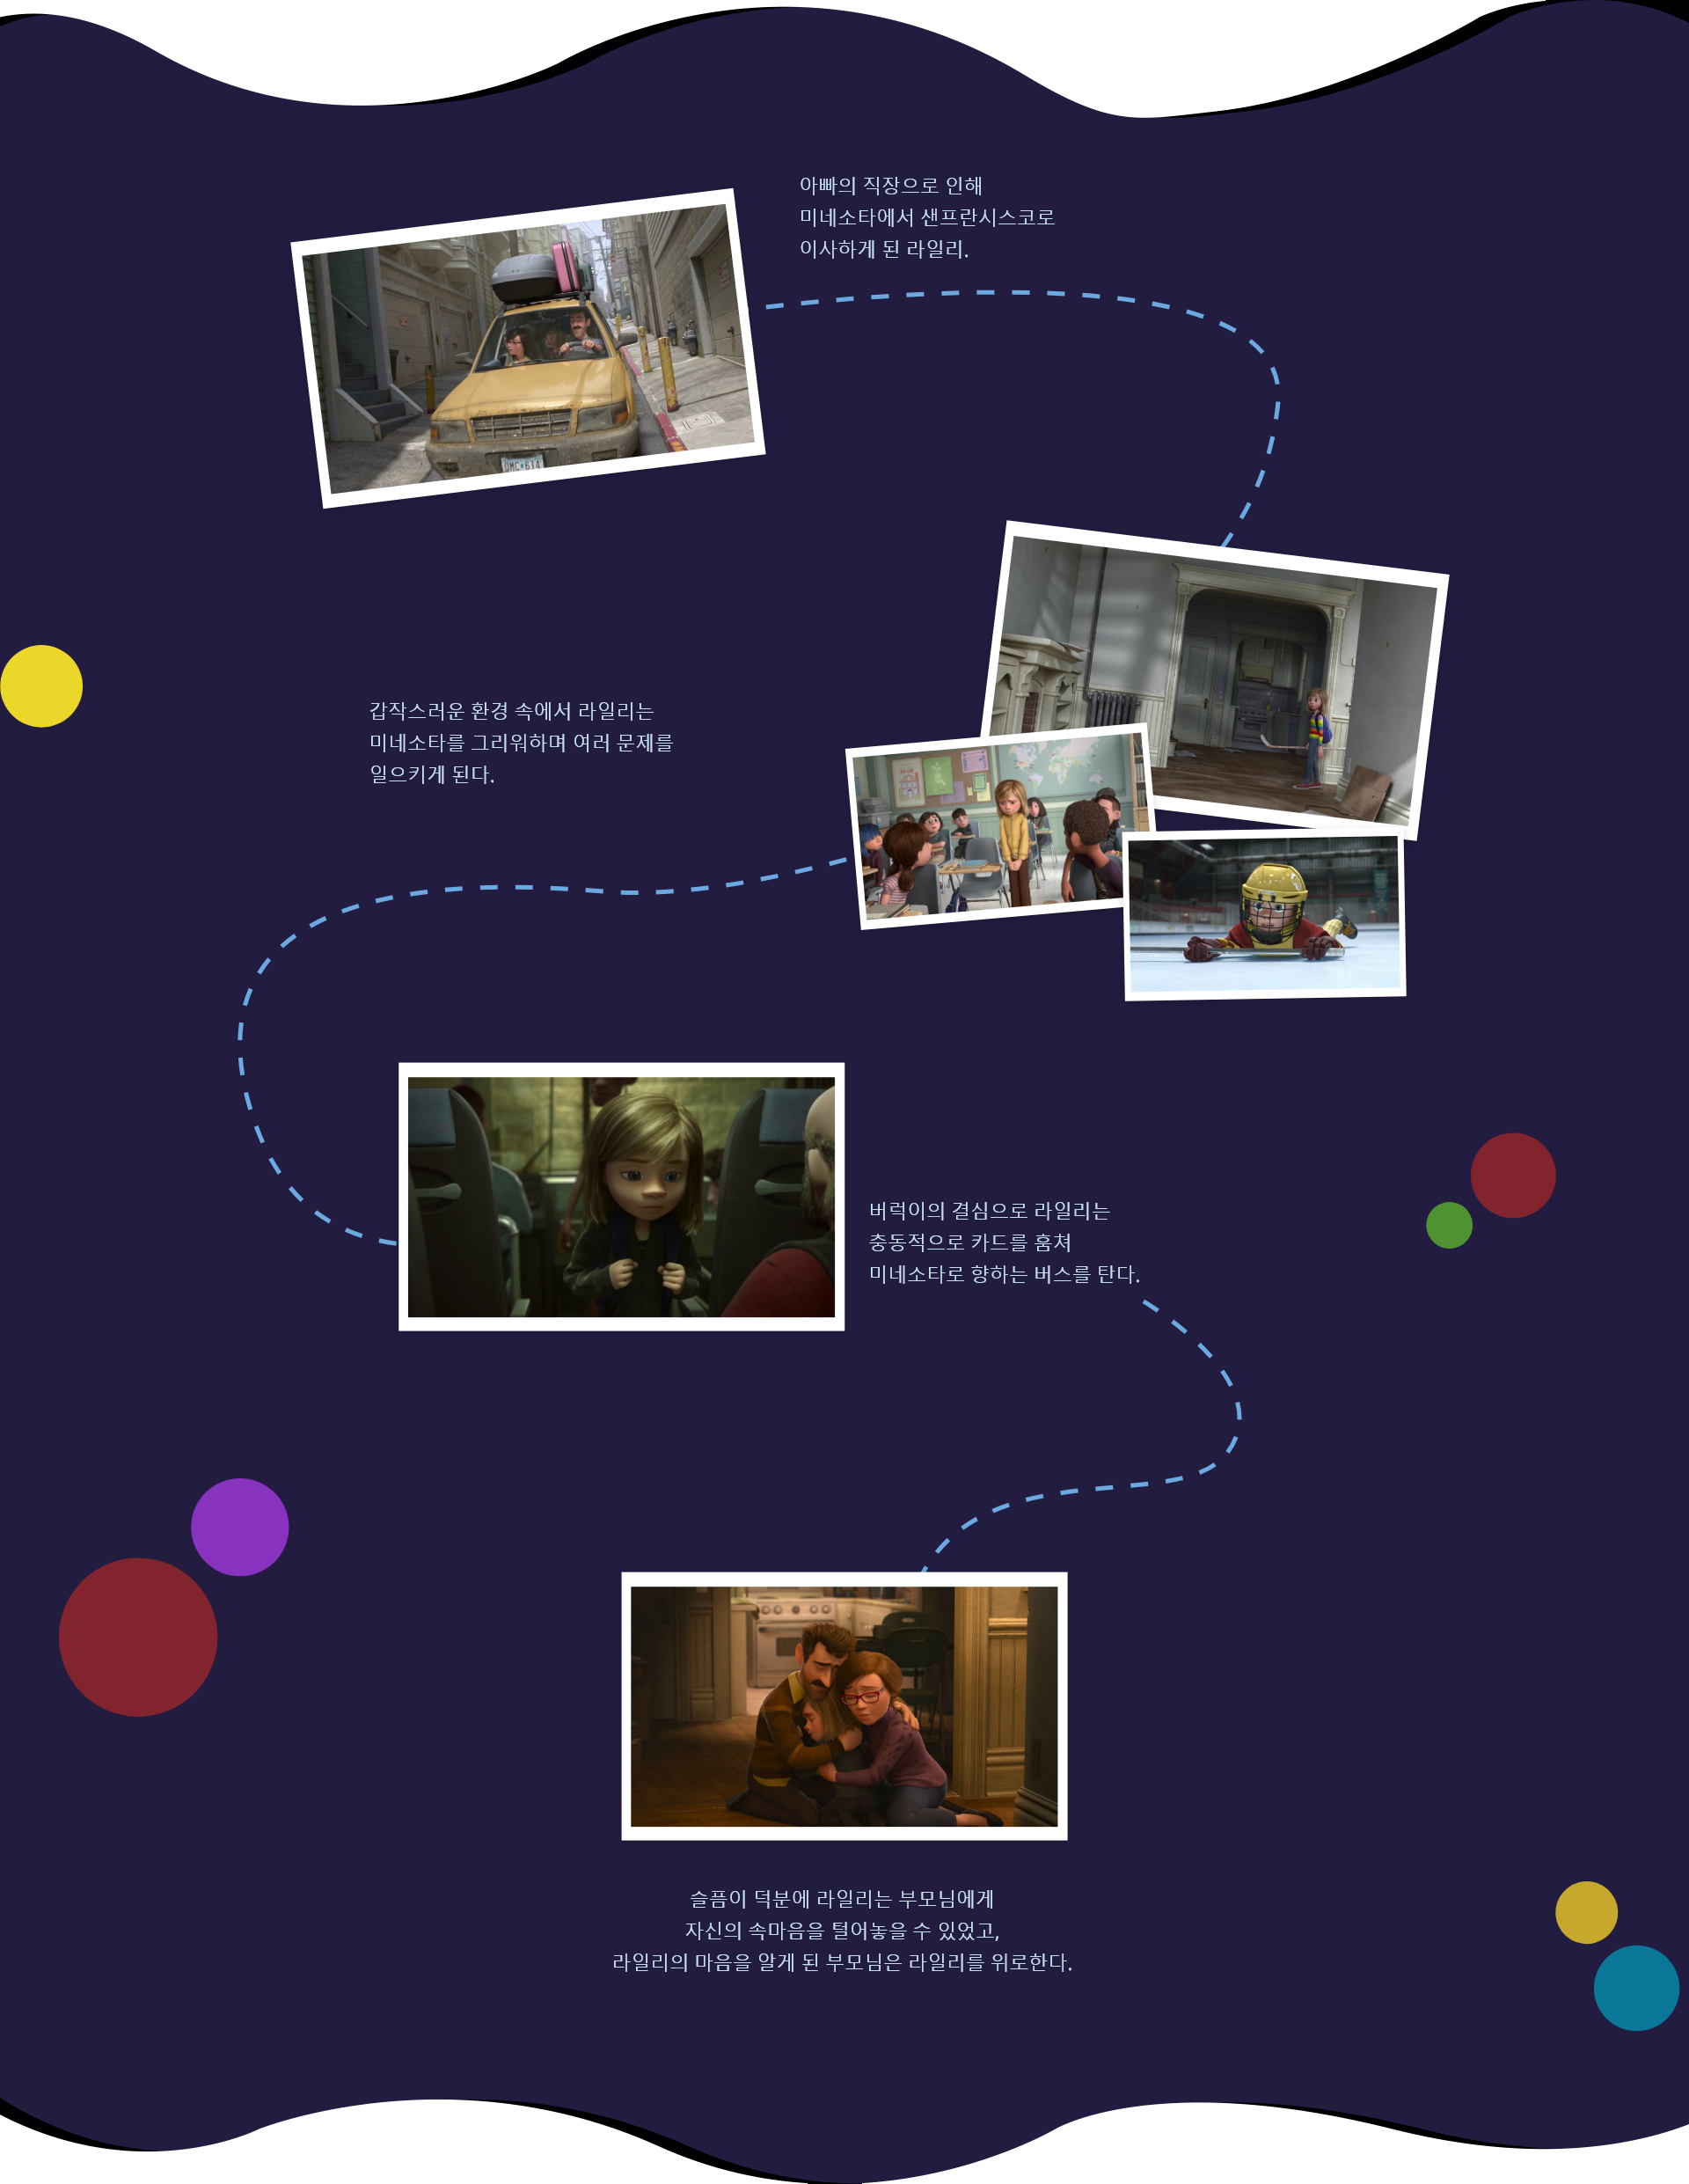 아빠의 직장으로 인해
미네소타에서 샌프란시스코로
이사하게 된 라일리.
갑작스러운 환경 속에서 라일리는
미네소타를 그리워하며 여러 문제를
일으키게 된다.
버럭이의 결심으로 라일리는
충동적으로 카드를 훔쳐
미네소타로 향하는 버스를 탄다.
슬픔이 덕분에 라일리는 부모님에게
자신의 속마음을 털어놓을 수 있었고,
라일리의 마음을 알게 된 부모님은 라일리를 위로한다.